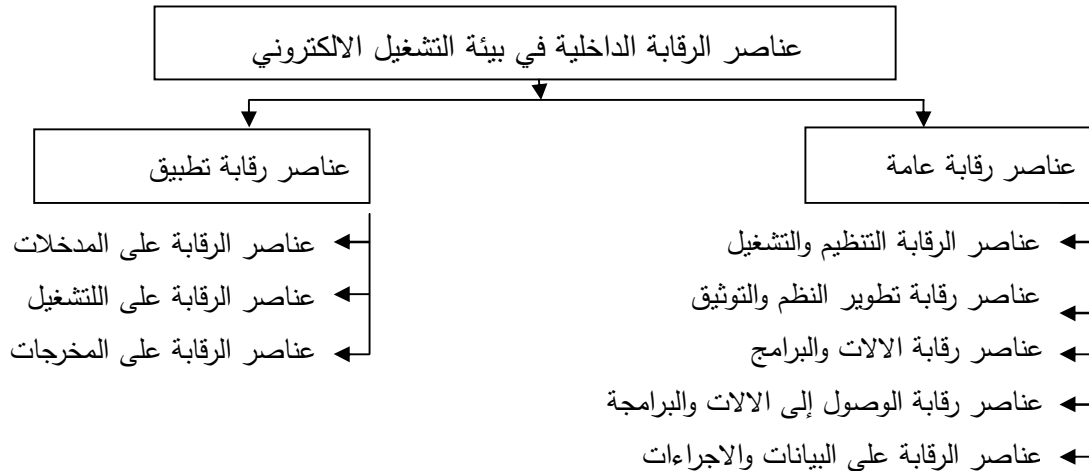 عناصر الرقابة الداخلية في بيئة التشغيل الالكتروني
عناصر رقابة عامة
عناصر الرقابة التنظيم والتشغيل
عناصر رقابة تطوير النظم والتوثيق
عناصر رقابة الالات والبرامج
عناصر رقابة الوصول إلى الالات والبرامجة
عناصر الرقابة على البيانات والاجراءات
عناصر رقابة تطبيق
عناصر الرقابة على المدخلات
عناصر الرقابة على اللتشغيل
عناصر الرقابة على المخرجات